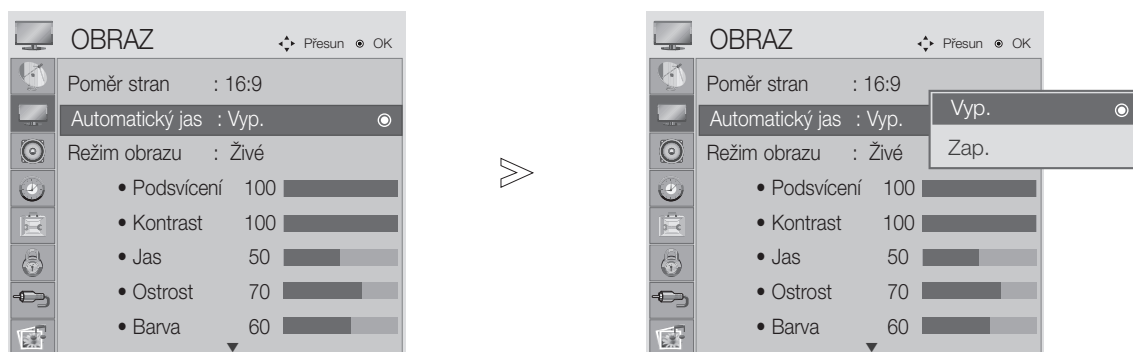 OBRAZ
Přesun OK
Poměr stran : 16:9
Automatický jas : Vyp.
Režim obrazu : Živé
• Podsvícení 100
• Kontrast 100
• Jas 50
• Ostrost 70
• Barva 60
OBRAZ
Přesun OK
Poměr stran : 16:9
Automatický jas : Vyp.
Režim obrazu : Živé
• Podsvícení 100
• Kontrast 100
• Jas 50
• Ostrost 70
• Barva 60
Vyp.
Zap.